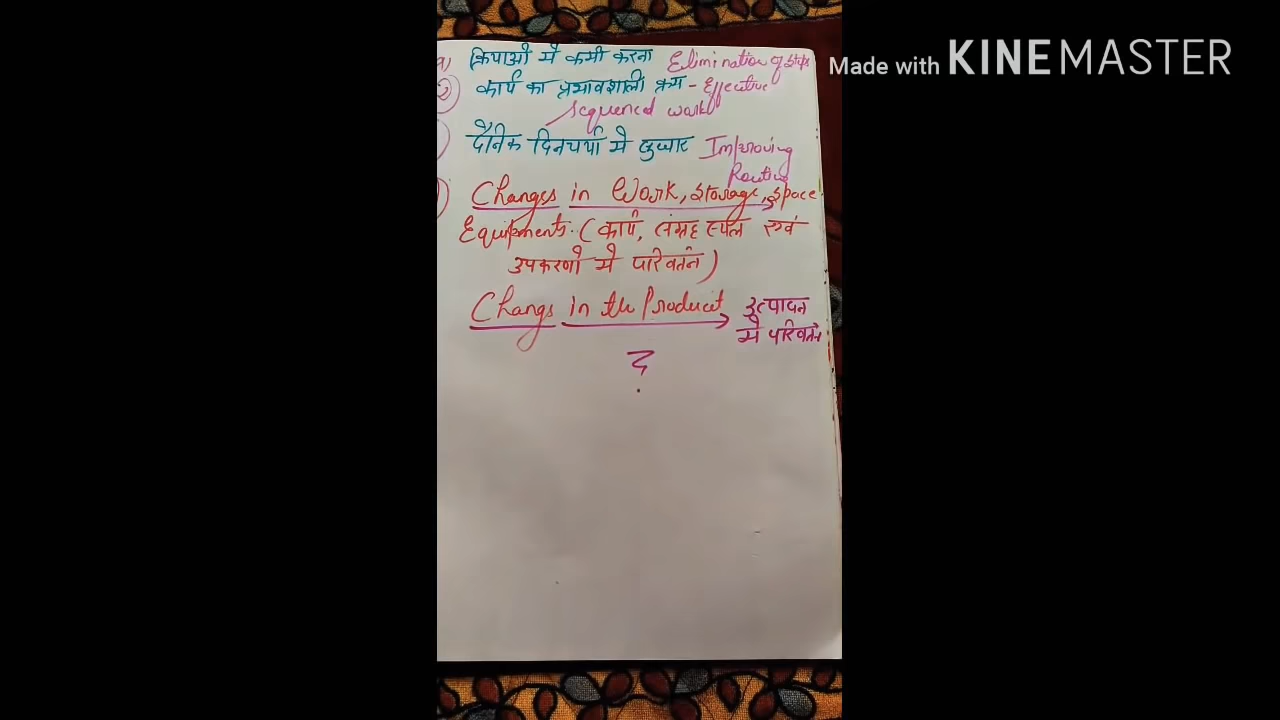 Made with KINEMASTER
क्रियाओं में कमी करना Elimination of steps
कार्य का प्रभावशाली क्रम - Effective
Sequenced work
दैनिक दिनचर्या में सुधार Improving
Routine
Changes in Work, storage, space
Equipments. (कार्य, संग्रह स्थल एवं
उपकरणों में परिवर्तन)
Changs in the Product उत्पादन
में परिवर्तन